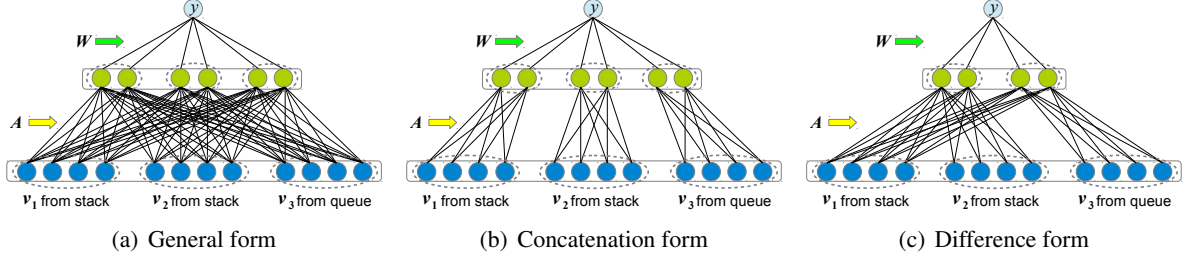 y y y
W W W
A A A
v1 from stack v2 from stack v3 from queue v1 from stack v2 from stack v3 from queue v1 from stack v2 from stack v3 from queue
(a) General form (b) Concatenation form (c) Difference form